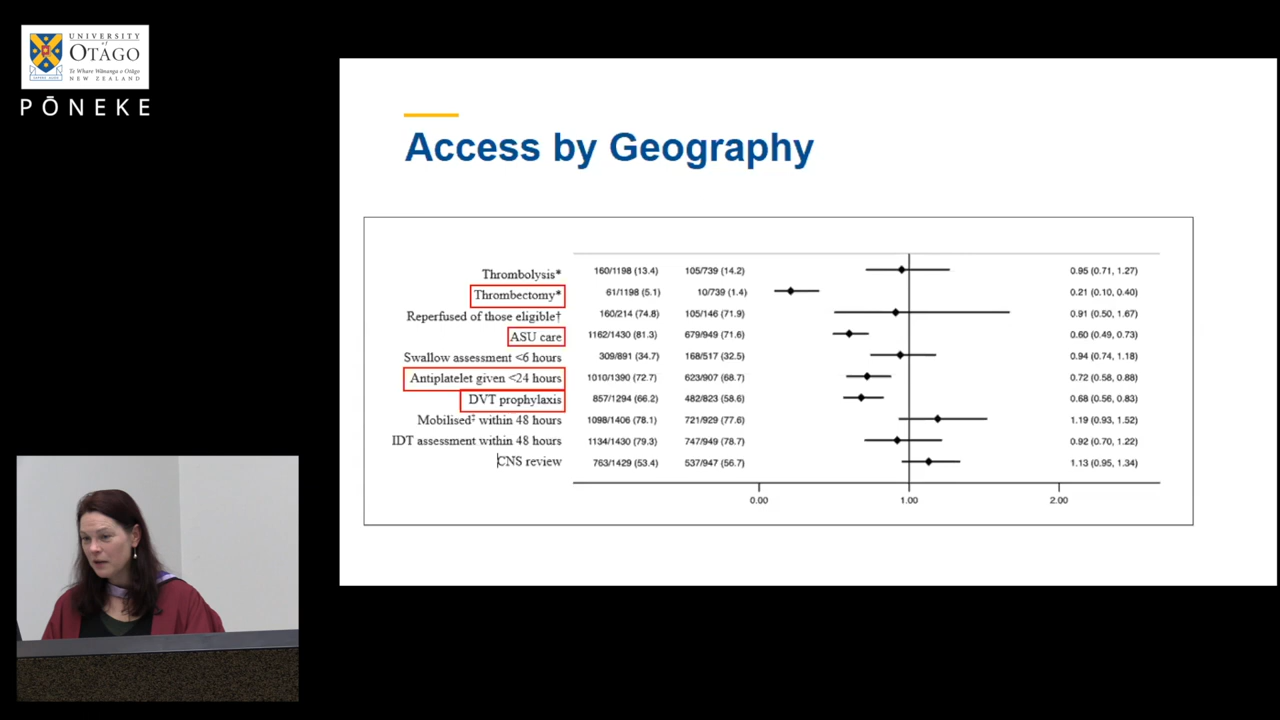 UNIVERSITY
of
OTAGO
Te Whare Wānanga o Otāgo
NEW ZEALAND
PŌNEKE
Access by Geography
Thrombolysis* 160/1198 (13.4) 105/739 (14.2) 0.95 (0.71, 1.27)
Thrombectomy* 61/1198 (5.1) 10/739 (1.4) 0.21 (0.10, 0.40)
Reperfused of those eligible† 160/214 (74.8) 105/146 (71.9) 0.91 (0.50, 1.67)
ASU care 1162/1430 (81.3) 679/949 (71.6) 0.60 (0.49, 0.73)
Swallow assessment <6 hours 309/891 (34.7) 168/517 (32.5) 0.94 (0.74, 1.18)
Antiplatelet given <24 hours 1010/1390 (72.7) 623/907 (68.7) 0.72 (0.58, 0.88)
DVT prophylaxis 857/1294 (66.2) 482/823 (58.6) 0.68 (0.56, 0.83)
Mobilised‡ within 48 hours 1098/1406 (78.1) 721/929 (77.6) 1.19 (0.93, 1.52)
IDT assessment within 48 hours 1134/1430 (79.3) 747/949 (78.7) 0.92 (0.70, 1.22)
CNS review 763/1429 (53.4) 537/947 (56.7) 1.13 (0.95, 1.34)
0.00 1.00 2.00